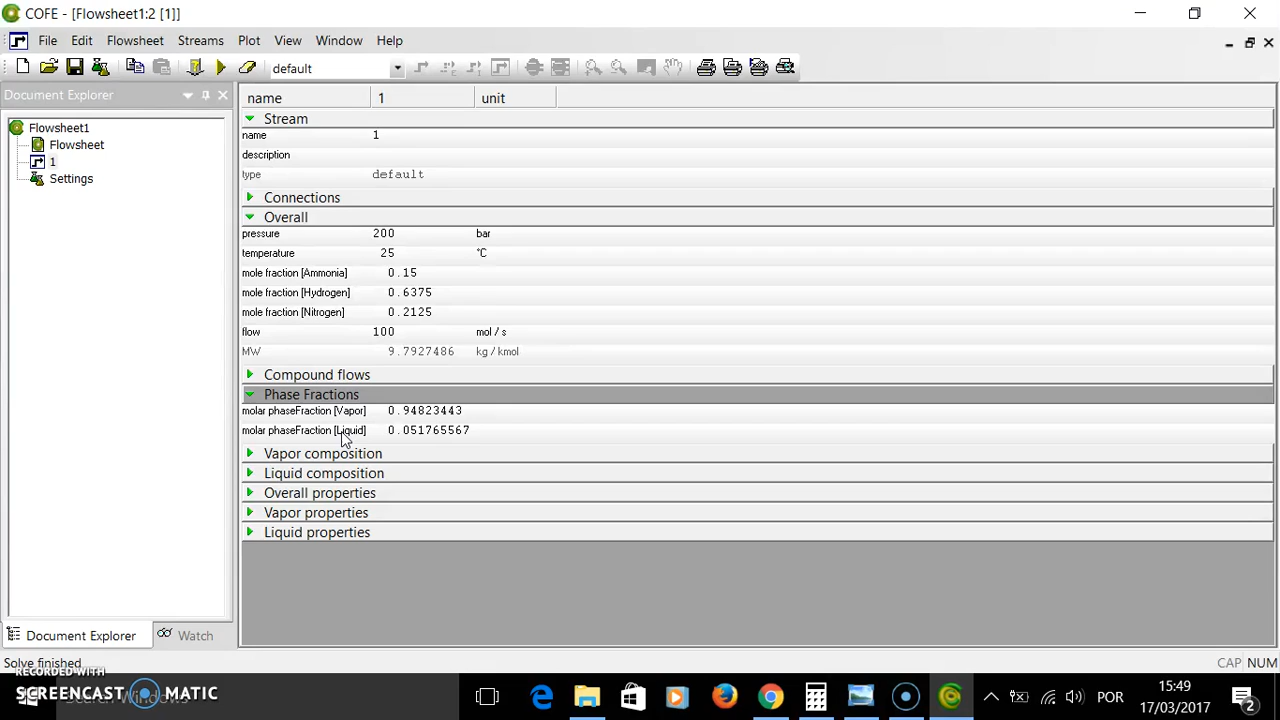 COFE - [Flowsheet1:2 [1]]
File Edit Flowsheet Streams Plot View Window Help
default
Document Explorer
Flowsheet1
Flowsheet
1
Settings
name 1 unit
Stream
name 1
description
type default
Connections
Overall
pressure 200 bar
temperature 25 °C
mole fraction [Ammonia] 0.15
mole fraction [Hydrogen] 0.6375
mole fraction [Nitrogen] 0.2125
flow 100 mol / s
MW 9.7927486 kg / kmol
Compound flows
Phase Fractions
molar phaseFraction [Vapor] 0.94823443
molar phaseFraction [Liquid] 0.051765567
Vapor composition
Liquid composition
Overall properties
Vapor properties
Liquid properties
Document Explorer Watch
Solve finished CAP NUM
RECORDED WITH
SCREENCAST MATIC
Search Windows
POR 15:49
17/03/2017
2